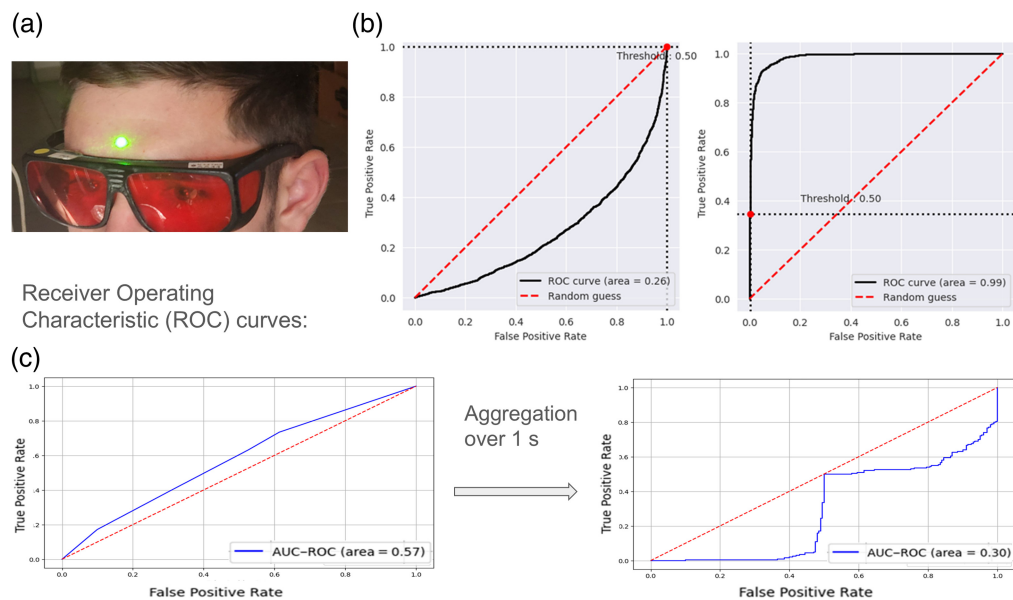 (a)
(b)
Threshold : 0.50
True Positive Rate
1.0
0.8
0.6
0.4
0.2
0.0
ROC curve (area = 0.26)
Random guess
0.0 0.2 0.4 0.6 0.8 1.0
False Positive Rate
Threshold : 0.50
True Positive Rate
1.0
0.8
0.6
0.4
0.2
0.0
ROC curve (area = 0.99)
Random guess
0.0 0.2 0.4 0.6 0.8 1.0
False Positive Rate
Receiver Operating
Characteristic (ROC) curves:
(c)
True Positive Rate
1.0
0.8
.6
.4
.2
0.0
AUC−ROC (area = 0.57)
0.0 0.2 0.4 0.6 0.8 1.0
False Positive Rate
Aggregation
over 1 s
True Positive Rate
1.0
0.8
0.6
0.4
0.2
0.0
AUC−ROC (area = 0.30)
0.0 0.2 0.4 0.6 0.8 1.0
False Positive Rate